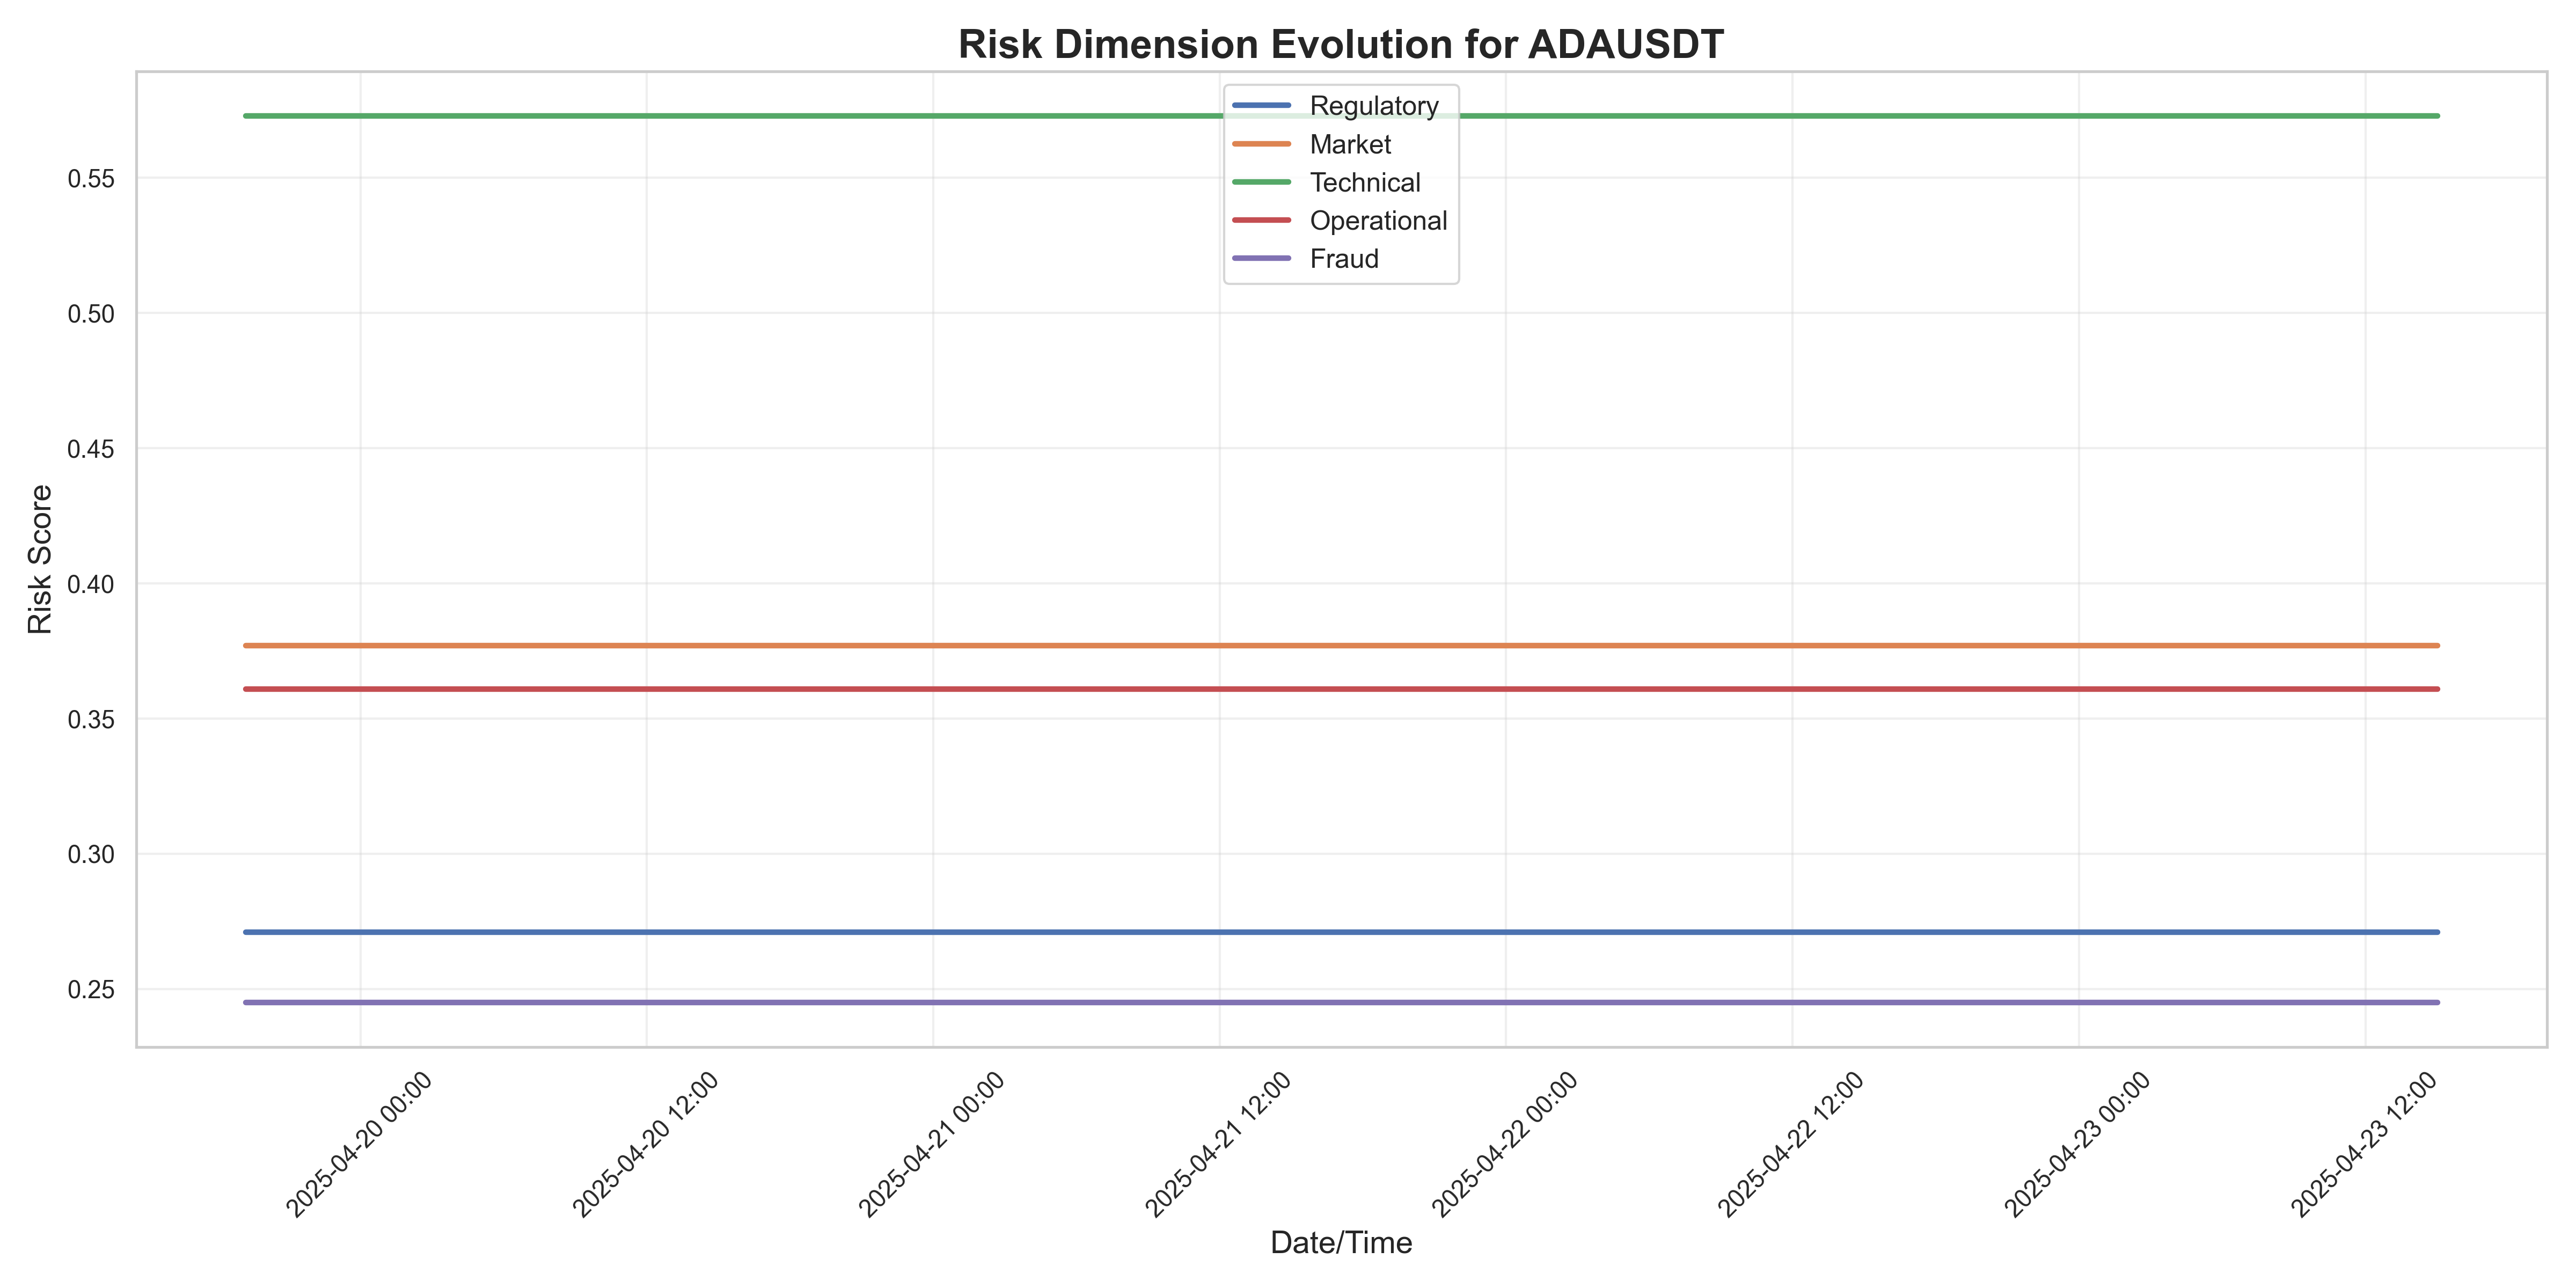 Risk Dimension Evolution for ADAUSDT
Regulatory
Market
Technical
Operational
Fraud
Risk Score
0.55
0.50
0.45
0.40
0.35
0.30
0.25
2025-04-20 00:00
2025-04-20 12:00
2025-04-21 00:00
2025-04-21 12:00
2025-04-22 00:00
2025-04-22 12:00
2025-04-23 00:00
2025-04-23 12:00
Date/Time